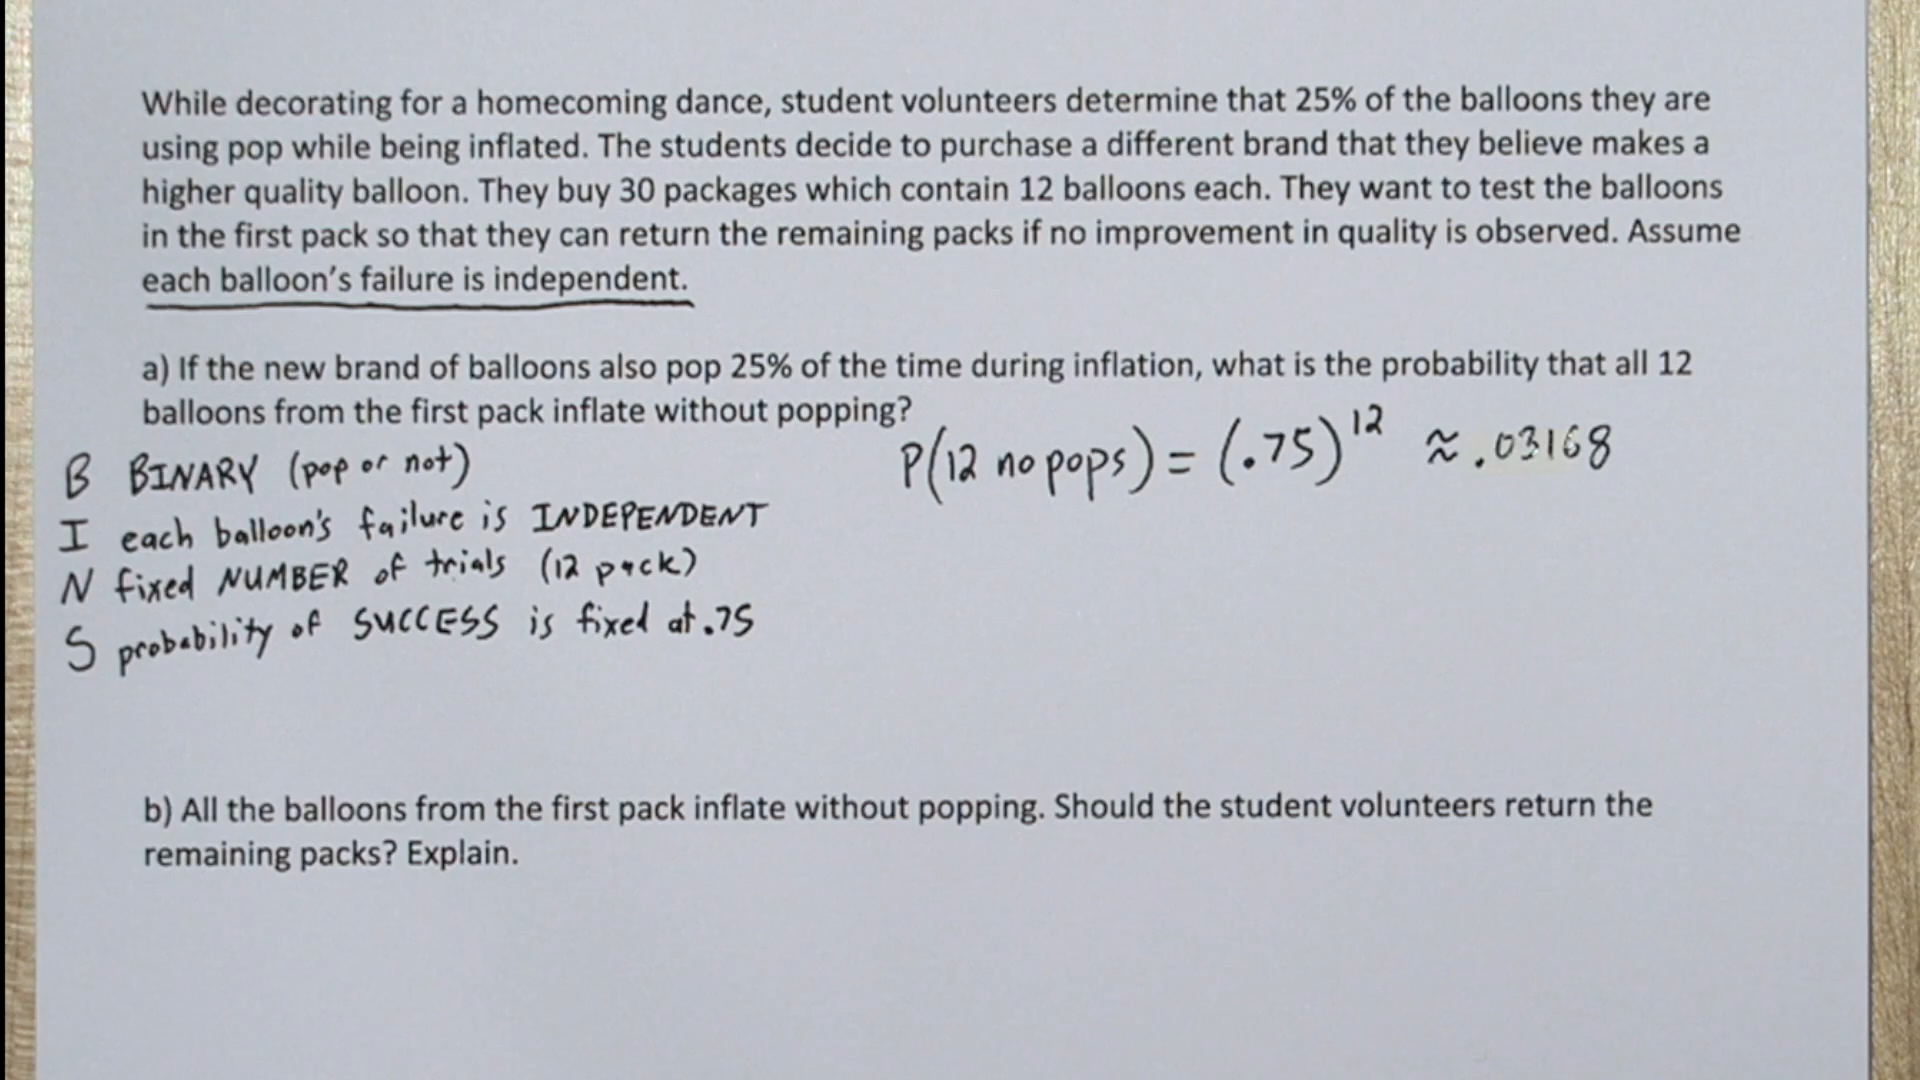 While decorating for a homecoming dance, student volunteers determine that 25% of the balloons they are
using pop while being inflated. The students decide to purchase a different brand that they believe makes a
higher quality balloon. They buy 30 packages which contain 12 balloons each. They want to test the balloons
in the first pack so that they can return the remaining packs if no improvement in quality is observed. Assume
each balloon's failure is independent.
a) If the new brand of balloons also pop 25% of the time during inflation, what is the probability that all 12
balloons from the first pack inflate without popping?
P(12 no pops) = (.75)^12 ≈ .03168
B BINARY (pop or not)
I each balloon's failure is INDEPENDENT
N fixed NUMBER of trials (12 pack)
S probability of SUCCESS is fixed at .75
b) All the balloons from the first pack inflate without popping. Should the student volunteers return the
remaining packs? Explain.